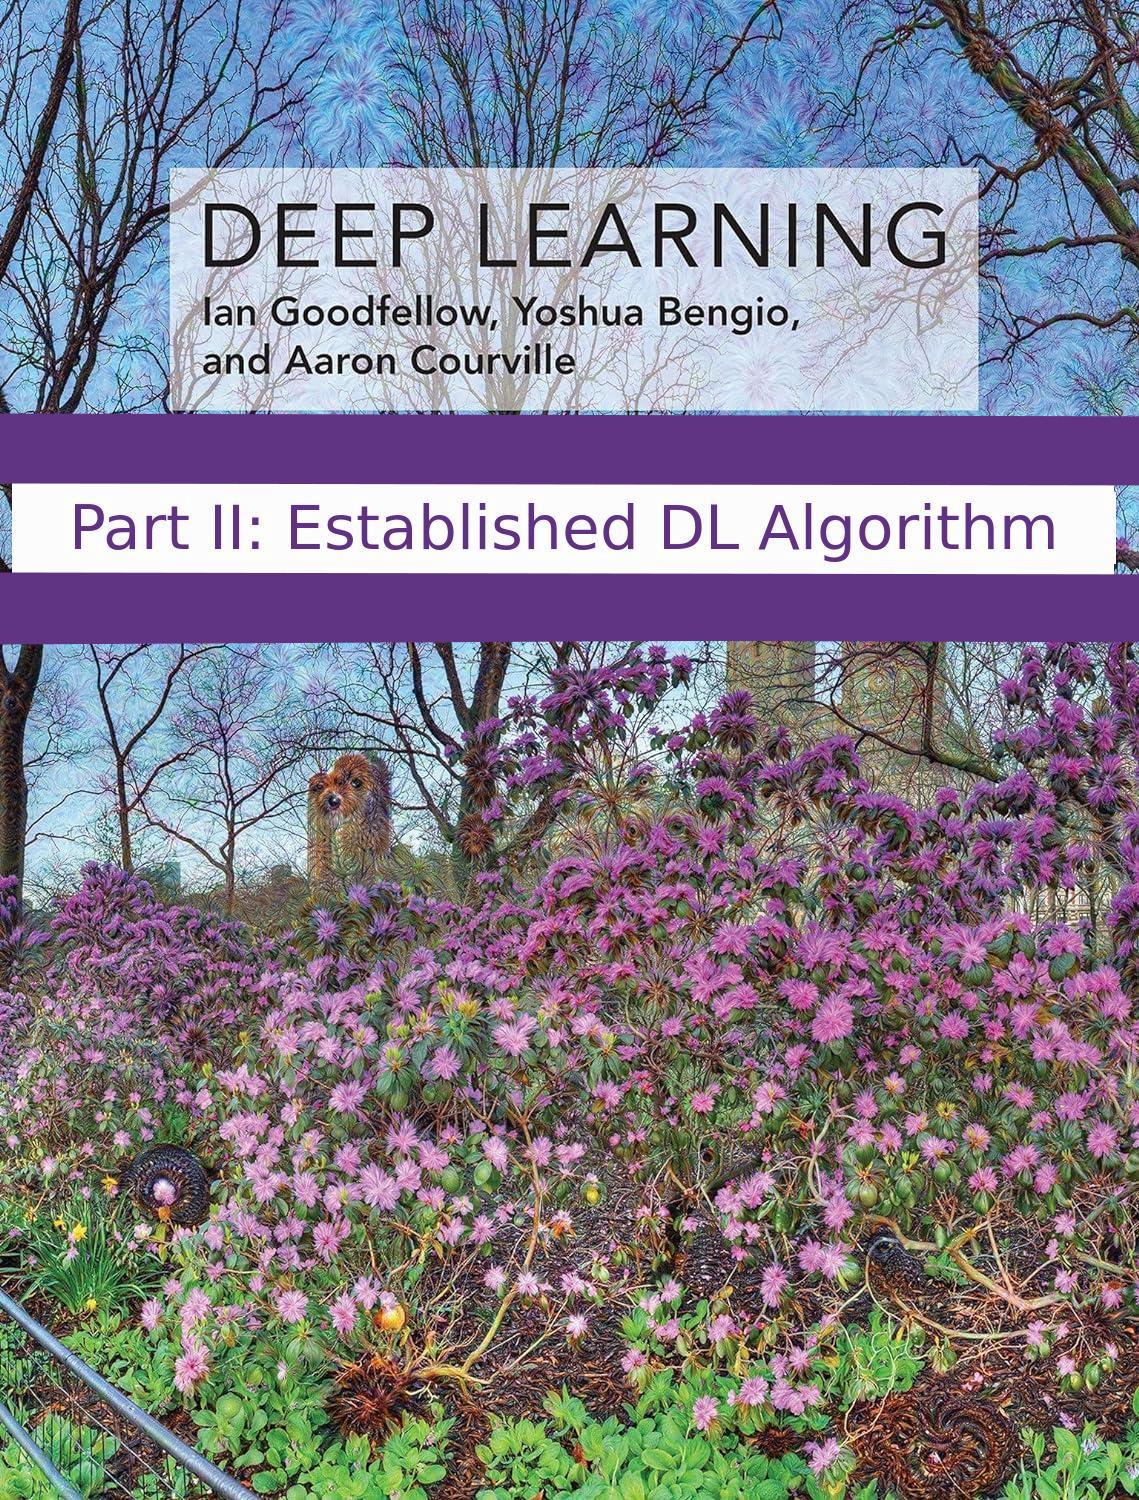 DEEP LEARNING
Ian Goodfellow, Yoshua Bengio,
and Aaron Courville
Part II: Established DL Algorithm